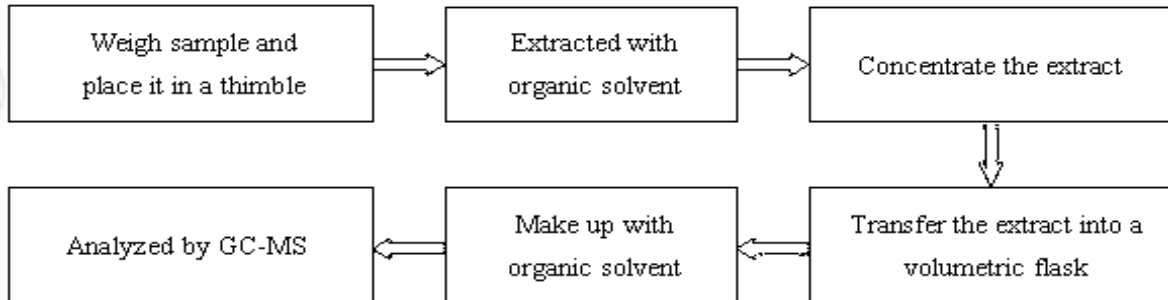 Weigh sample and
place it in a thimble
Extracted with
organic solvent
Concentrate the extract
Transfer the extract into a
volumetric flask
Make up with
organic solvent
Analyzed by GC-MS